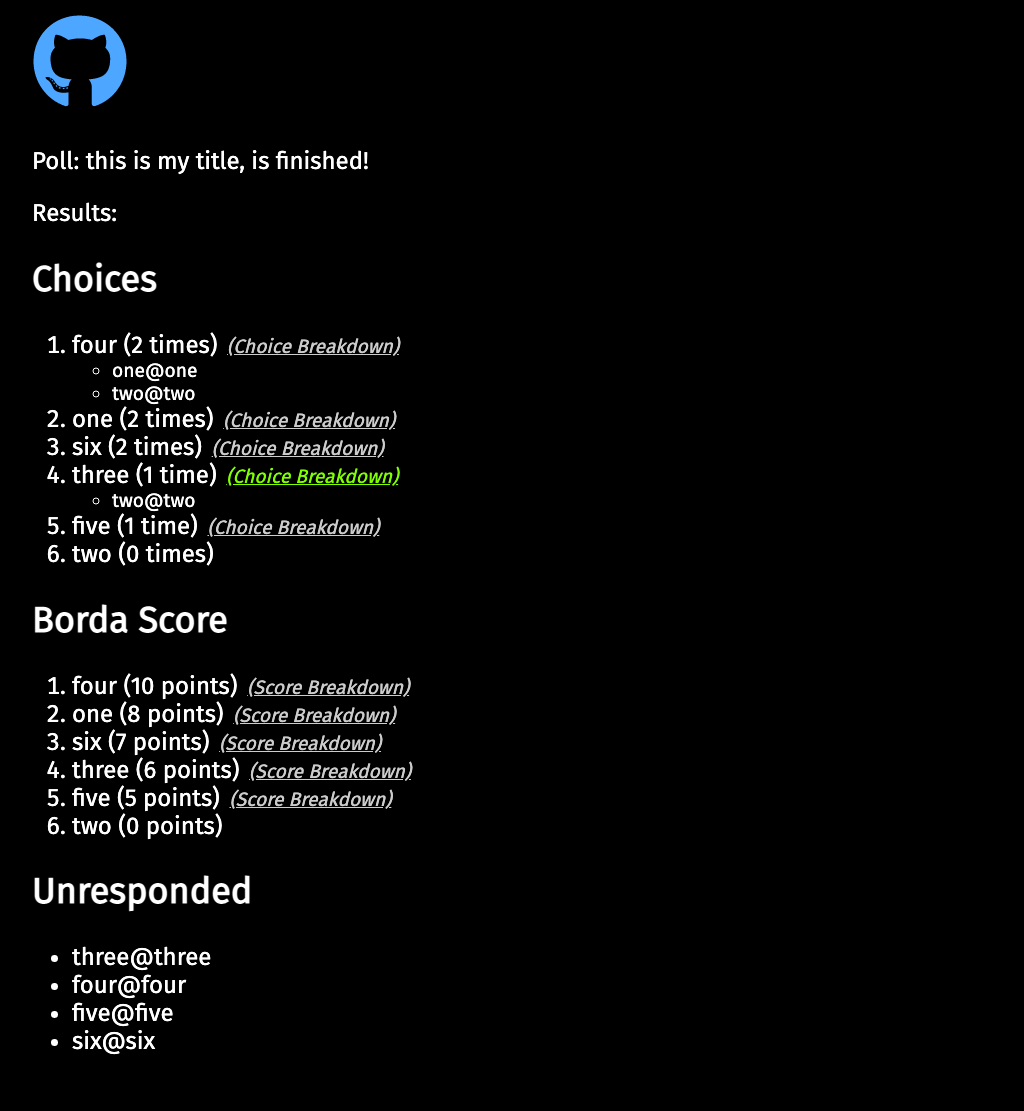 Poll: this is my title, is finished!
Results:
Choices
1. four (2 times) (Choice Breakdown)
one@one
two@two
2. one (2 times) (Choice Breakdown)
3. six (2 times) (Choice Breakdown)
4. three (1 time) (Choice Breakdown)
two@two
5. five (1 time) (Choice Breakdown)
6. two (0 times)
Borda Score
1. four (10 points) (Score Breakdown)
2. one (8 points) (Score Breakdown)
3. six (7 points) (Score Breakdown)
4. three (6 points) (Score Breakdown)
5. five (5 points) (Score Breakdown)
6. two (0 points)
Unresponded
• three@three
• four@four
• five@five
• six@six